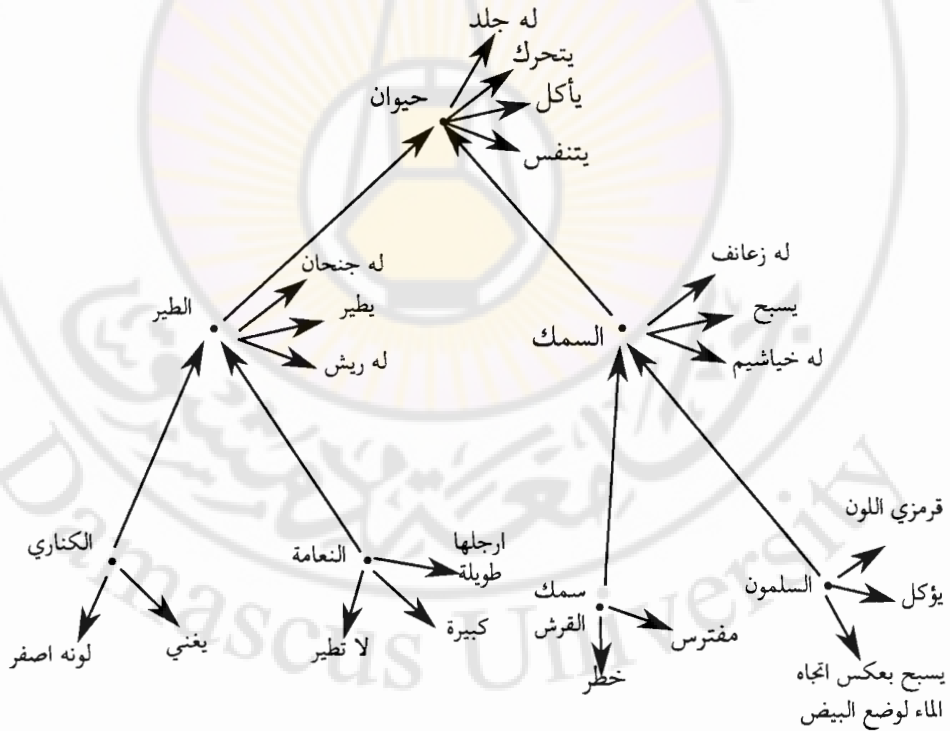 له جلد
يتحرك
حيوان
يأكل
يتنفس
له جنحان
الطير
يطير
له ريش
له زعانف
يسبح
السمك
له خياشيم
الكناري
يغني
لونه اصفر
النعامة
ارجلها
طويلة
كبيرة
لا تطير
سمك
القرش
مفترس
خطر
قرمزي اللون
السلمون
يؤكل
يسبح بعكس اتجاه
الماء لوضع البيض
جامعة دمشق
Damascus University